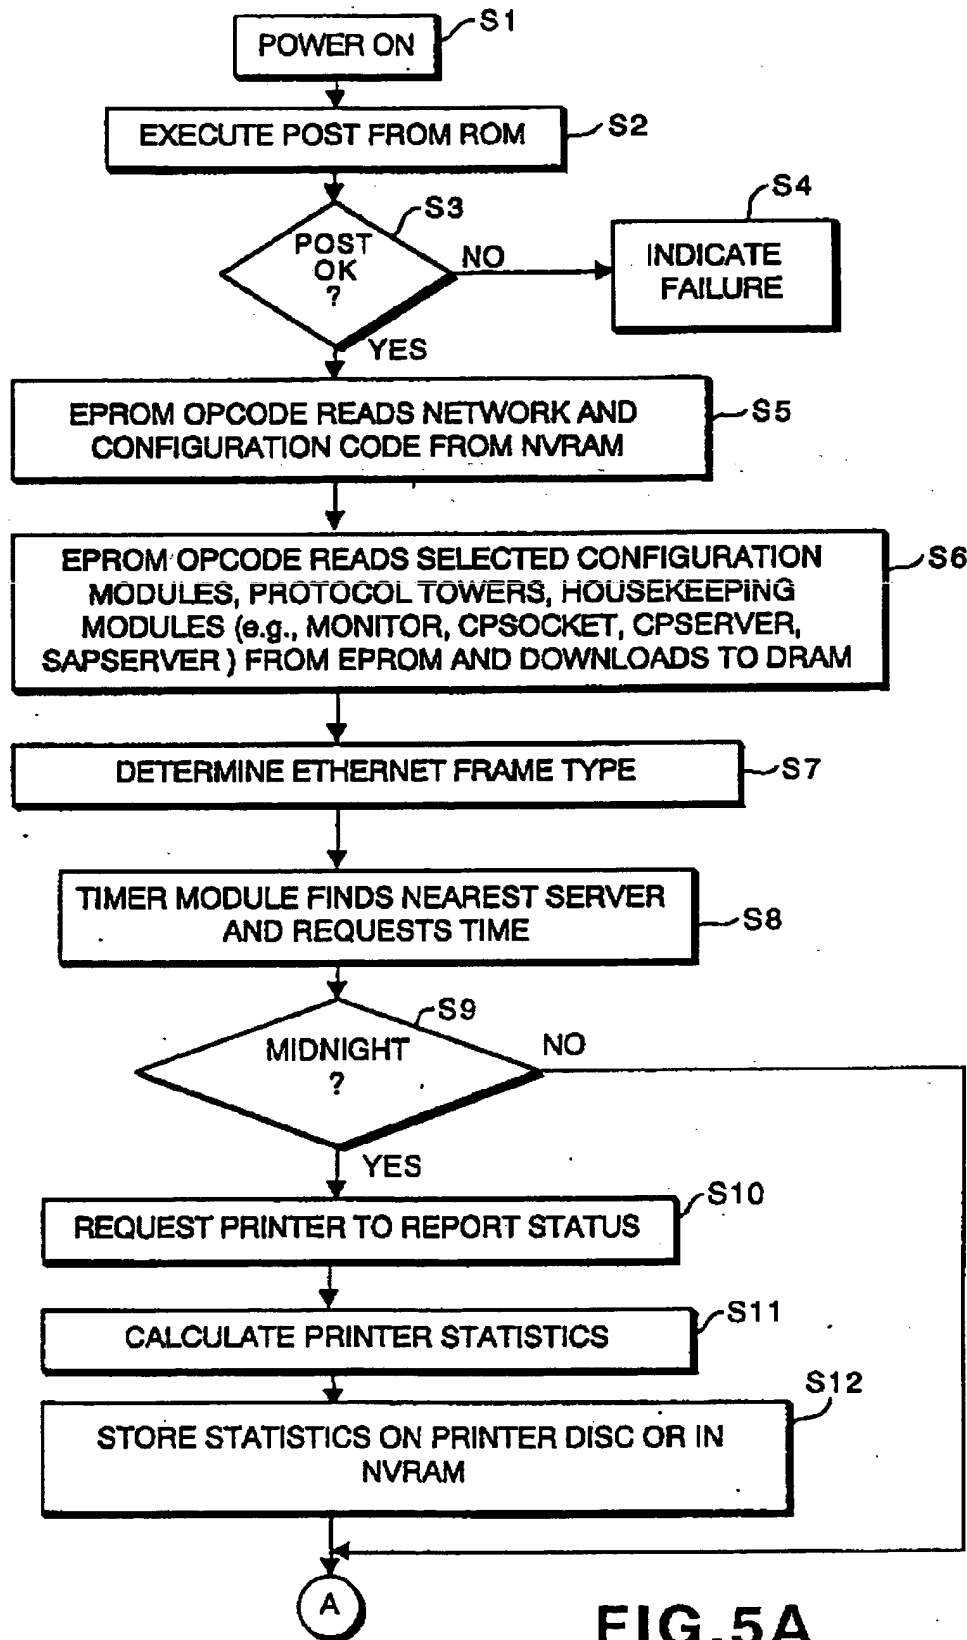 S1
POWER ON
EXECUTE POST FROM ROM
S2
S3
S4
POST
OK
?
NO
INDICATE
FAILURE
YES
EPROM OPCODE READS NETWORK AND
CONFIGURATION CODE FROM NVRAM
S5
EPROM OPCODE READS SELECTED CONFIGURATION
MODULES, PROTOCOL TOWERS, HOUSEKEEPING
MODULES (e.g., MONITOR, CPSOCKET, CPSERVER,
SAPSERVER ) FROM EPROM AND DOWNLOADS TO DRAM
S6
DETERMINE ETHERNET FRAME TYPE
S7
TIMER MODULE FINDS NEAREST SERVER
AND REQUESTS TIME
S8
S9
MIDNIGHT
?
NO
YES
REQUEST PRINTER TO REPORT STATUS
S10
CALCULATE PRINTER STATISTICS
S11
STORE STATISTICS ON PRINTER DISC OR IN
NVRAM
S12
A
FIG.5A